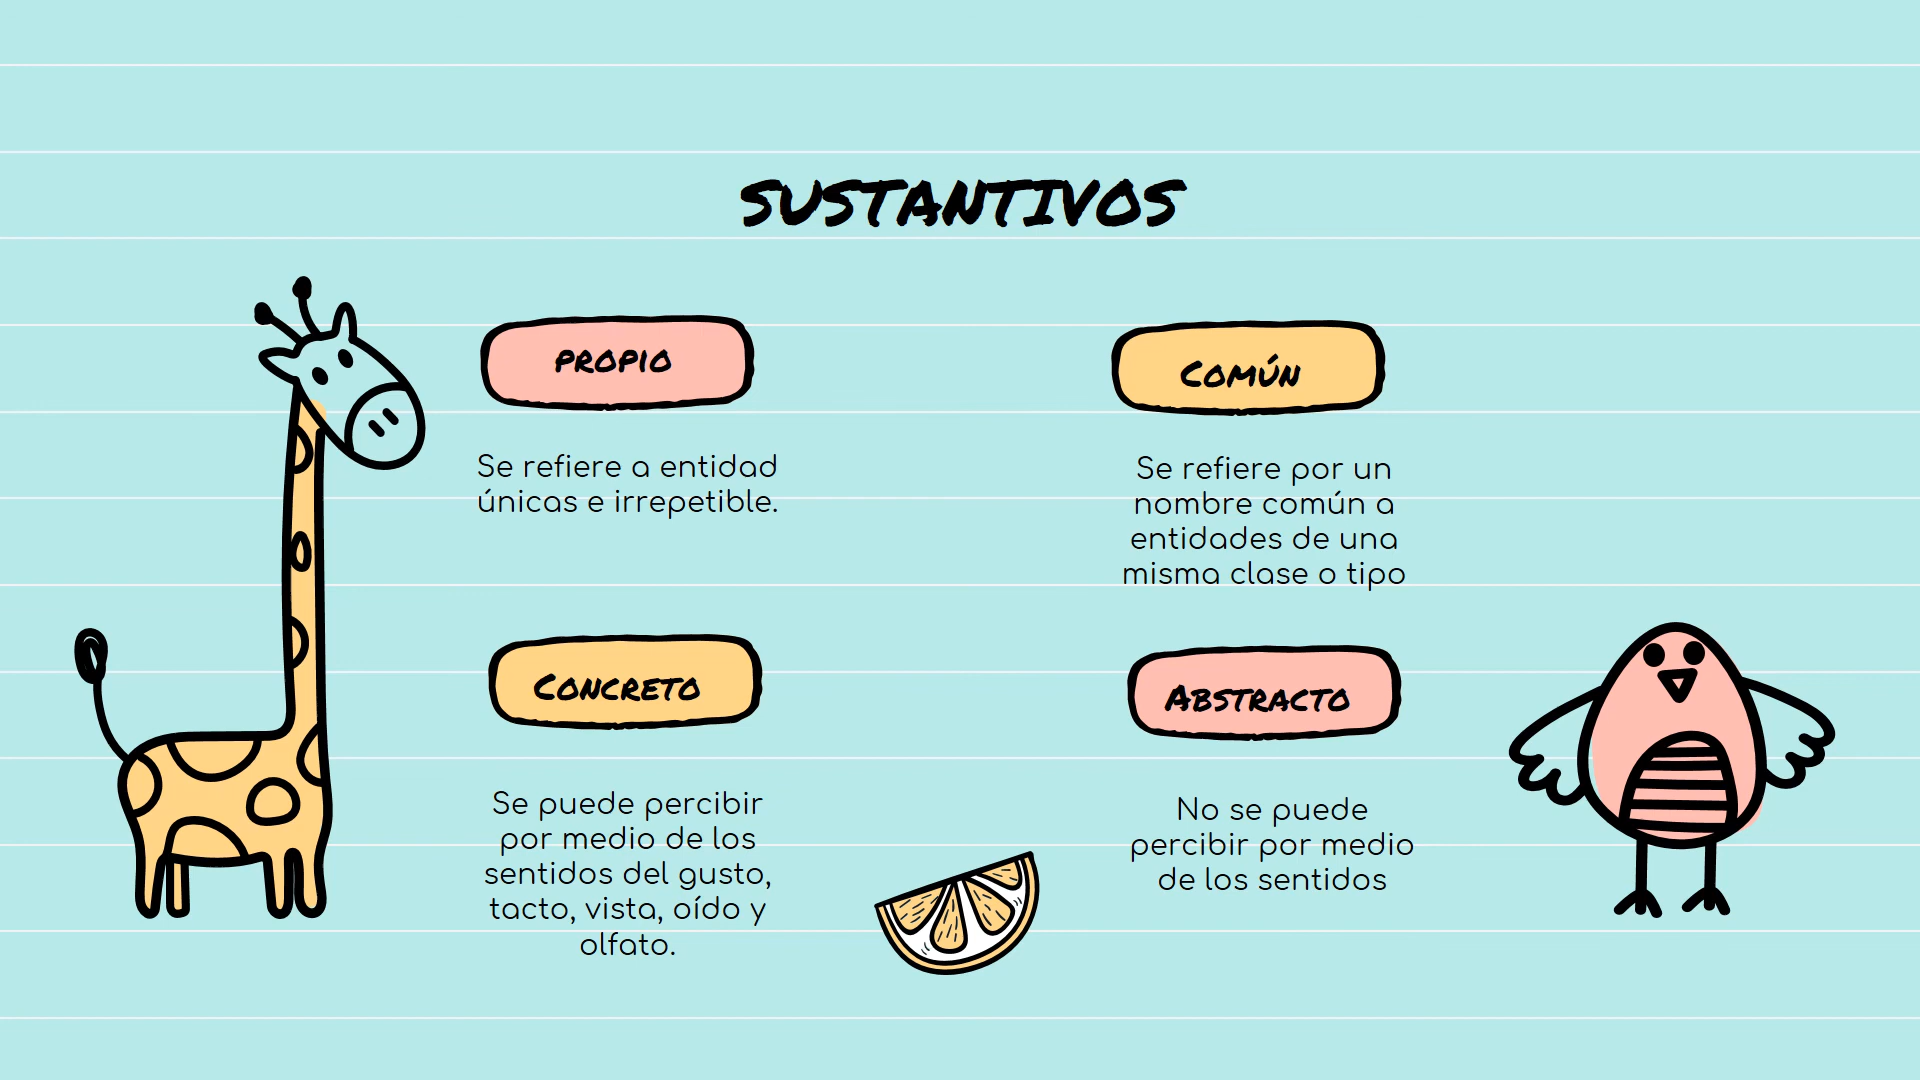 SUSTANTIVOS
PROPIO
Se refiere a entidad
únicas e irrepetible.
COMÚN
Se refiere por un
nombre común a
entidades de una
misma clase o tipo
CONCRETO
Se puede percibir
por medio de los
sentidos del gusto,
tacto, vista, oído y
olfato.
ABSTRACTO
No se puede
percibir por medio
de los sentidos